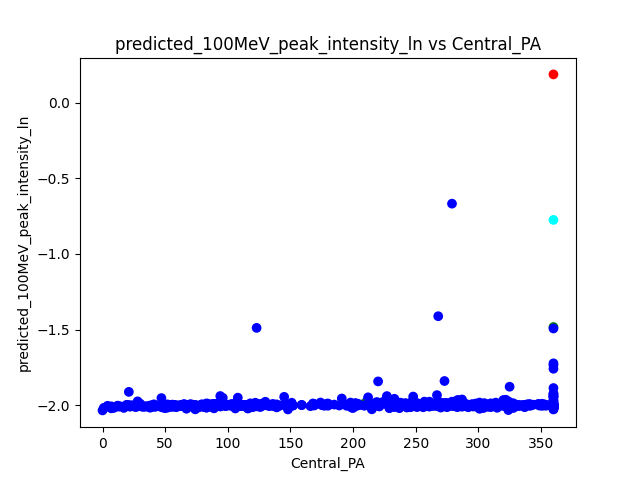 predicted_100MeV_peak_intensity_ln vs Central_PA
predicted_100MeV_peak_intensity_ln
0.0
−0.5
−1.0
−1.5
−2.0
0 50 100 150 200 250 300 350
Central_PA